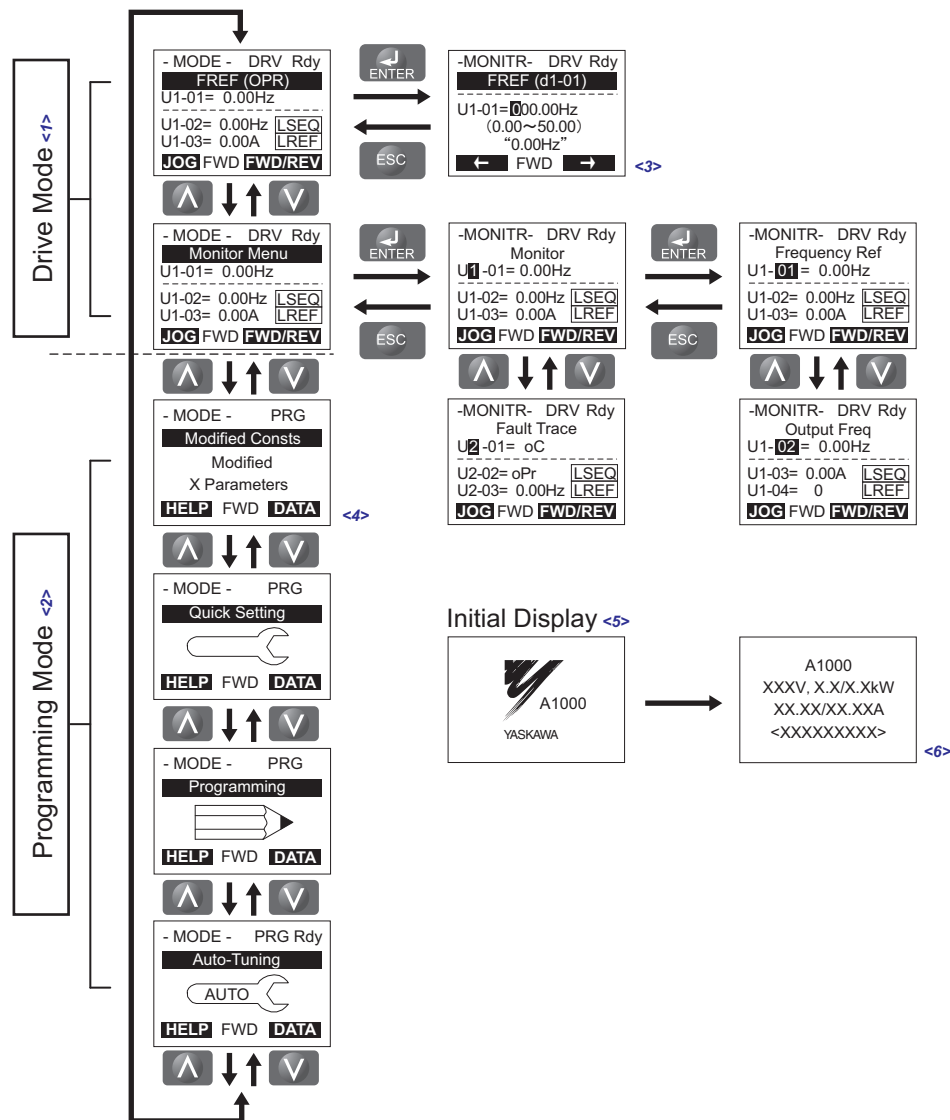 Drive Mode <1>
- MODE - DRV Rdy
FREF (OPR)
U1-01= 0.00Hz
U1-02= 0.00Hz LSEQ
U1-03= 0.00A LREF
JOG FWD FWD/REV
ENTER
ESC
-MONITR- DRV Rdy
FREF (d1-01)
U1-01=000.00Hz
(0.00~50.00)
“0.00Hz”
← FWD →
<3>
- MODE - DRV Rdy
Monitor Menu
U1-01= 0.00Hz
U1-02= 0.00Hz LSEQ
U1-03= 0.00A LREF
JOG FWD FWD/REV
ENTER
ESC
-MONITR- DRV Rdy
Monitor
U1 -01= 0.00Hz
U1-02= 0.00Hz LSEQ
U1-03= 0.00A LREF
JOG FWD FWD/REV
ENTER
ESC
-MONITR- DRV Rdy
Frequency Ref
U1- 01 = 0.00Hz
U1-02= 0.00Hz LSEQ
U1-03= 0.00A LREF
JOG FWD FWD/REV
-MONITR- DRV Rdy
Fault Trace
U2 -01= oC
U2-02= oPr LSEQ
U2-03= 0.00Hz LREF
JOG FWD FWD/REV
-MONITR- DRV Rdy
Output Freq
U1- 02 = 0.00Hz
U1-03= 0.00A LSEQ
U1-04= 0 LREF
JOG FWD FWD/REV
Programming Mode <2>
- MODE - PRG
Modified Consts
Modified
X Parameters
HELP FWD DATA
<4>
- MODE - PRG
Quick Setting
HELP FWD DATA
- MODE - PRG
Programming
HELP FWD DATA
- MODE - PRG Rdy
Auto-Tuning
AUTO
HELP FWD DATA
Initial Display <5>
A1000
YASKAWA
A1000
XXXV, X.X/X.XkW
XX.XX/XX.XXA
<XXXXXXXXX>
<6>